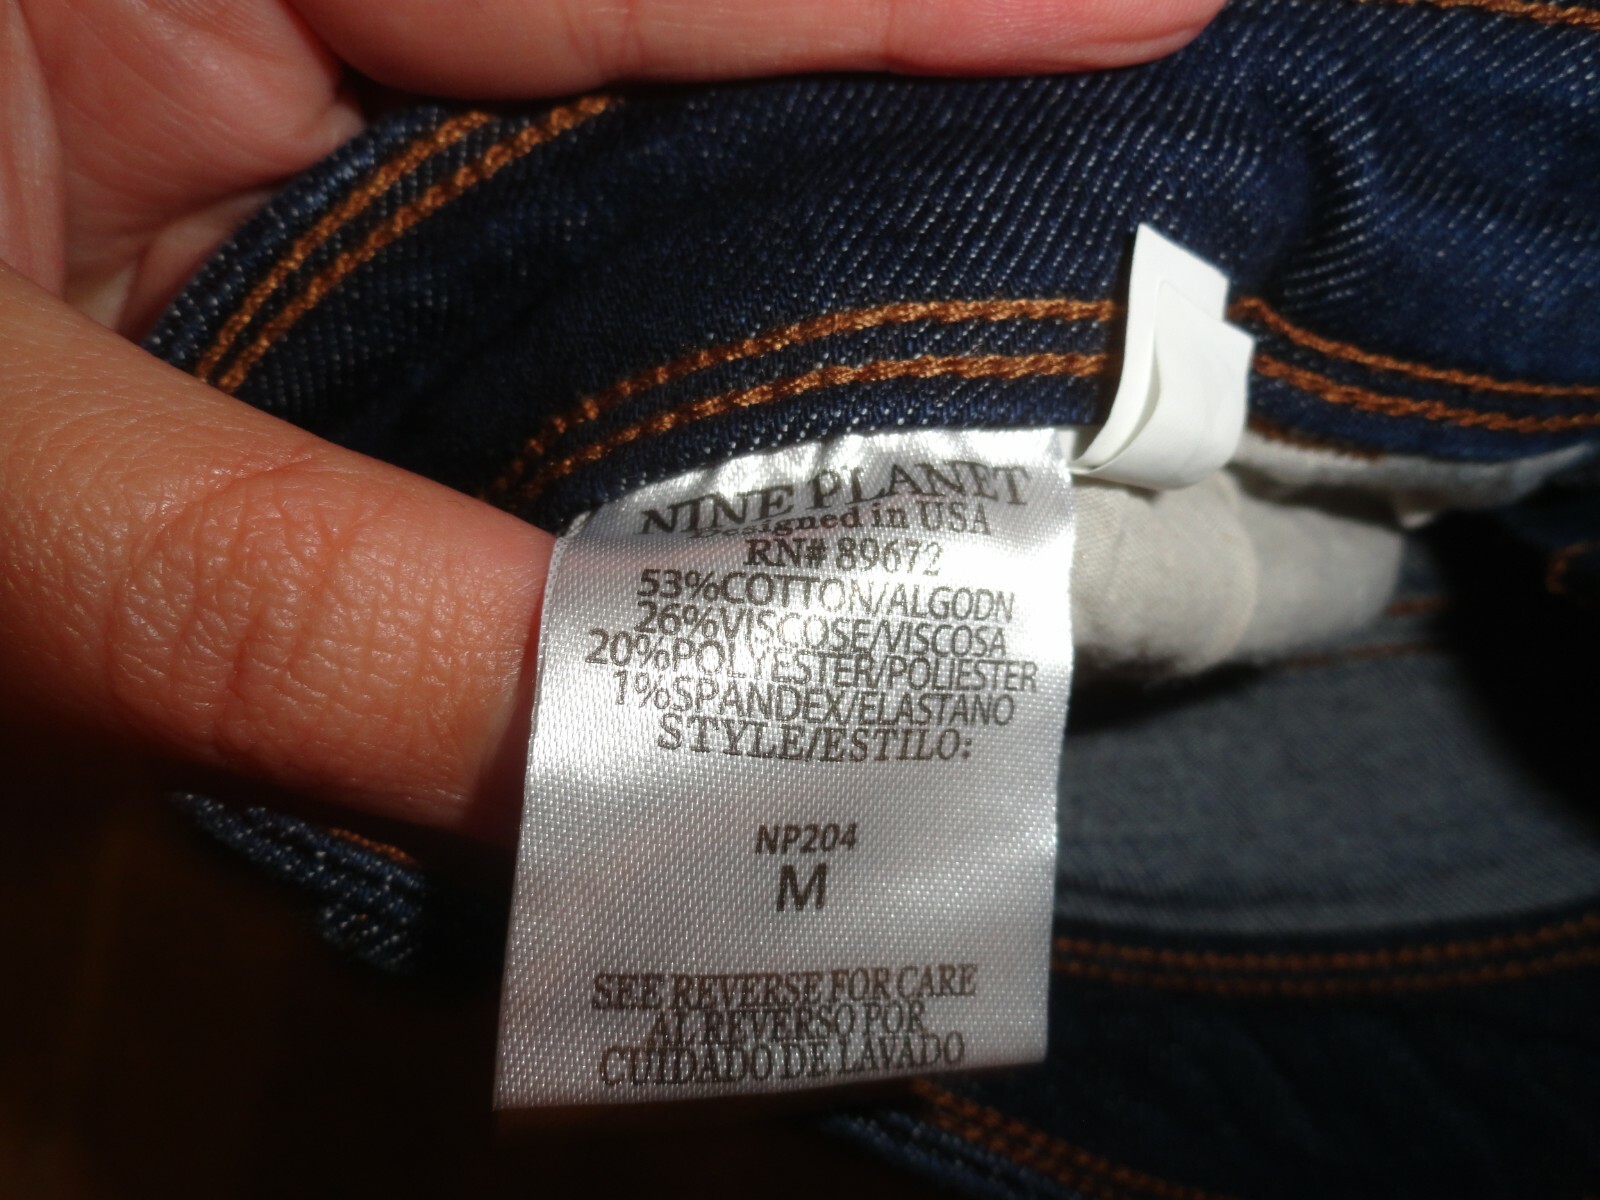 NINE PLANET
Designed in USA
RN# 89672
53%COTTON/ALGODN
26%VISCOSE/VISCOSA
20%POLYESTER/POLIESTER
1%SPANDEX/ELASTANO
STYLE/ESTILO:
NP204
M
SEE REVERSE FOR CARE
AL REVERSO POR
CUIDADO DE LAVADO